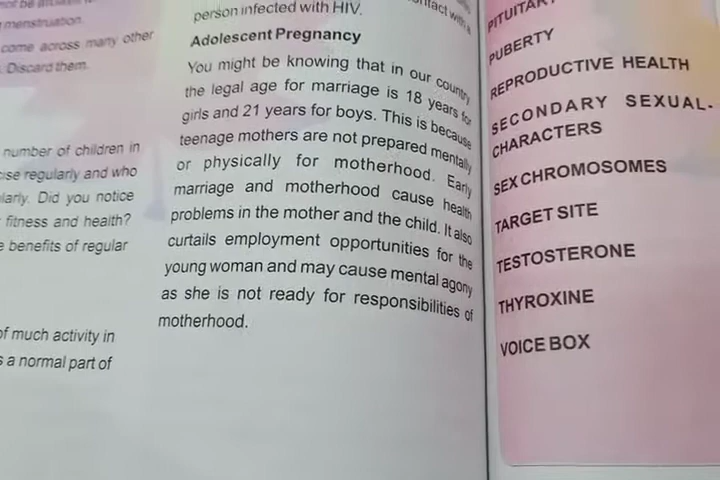 menstruation.
come across many other
Discard them.
number of children in
regularly and who
Did you notice
fitness and health?
benefits of regular
of much activity in
a normal part of
person infected with HIV.
Adolescent Pregnancy
You might be knowing that in our country
the legal age for marriage is 18 years for
girls and 21 years for boys. This is because
teenage mothers are not prepared mentally
or physically for motherhood. Early
marriage and motherhood cause health
problems in the mother and the child. It also
curtails employment opportunities for the
young woman and may cause mental agony
as she is not ready for responsibilities of
motherhood.
PUBERTY
REPRODUCTIVE HEALTH
SECONDARY SEXUAL-
CHARACTERS
SEX CHROMOSOMES
TARGET SITE
TESTOSTERONE
THYROXINE
VOICE BOX